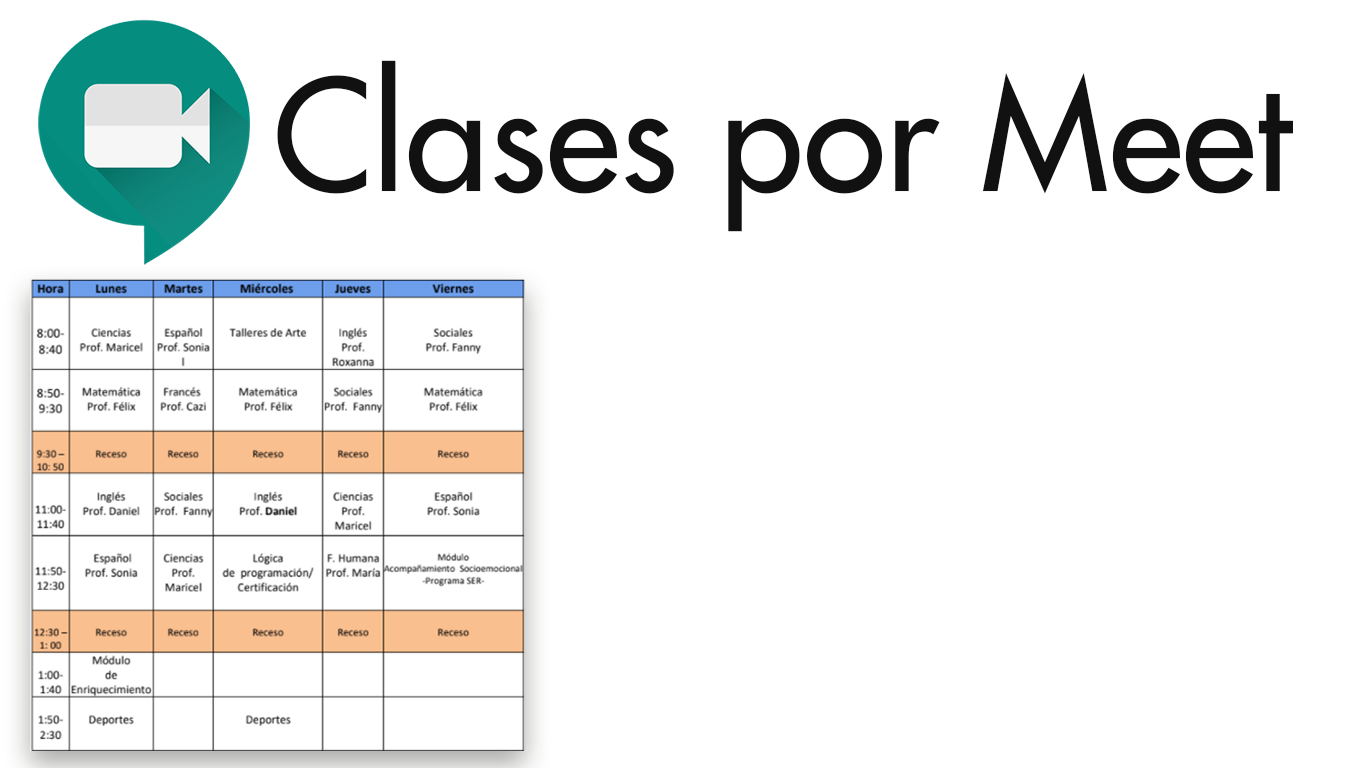 Clases por Meet
Hora Lunes Martes Miércoles Jueves Viernes
8:00-
8:40
Ciencias
Prof. Maricel
Español
Prof. Sonia
l
Talleres de Arte
Inglés
Prof.
Roxanna
Sociales
Prof. Fanny
8:50-
9:30
Matemática
Prof. Félix
Francés
Prof. Cazi
Matemática
Prof. Félix
Sociales
Prof. Fanny
Matemática
Prof. Félix
9:30 –
10: 50
Receso Receso Receso Receso Receso
11:00-
11:40
Inglés
Prof. Daniel
Sociales
Prof. Fanny
Inglés
Prof. Daniel
Ciencias
Prof.
Maricel
Español
Prof. Sonia
11:50-
12:30
Español
Prof. Sonia
Ciencias
Prof.
Maricel
Lógica
de programación/
Certificación
F. Humana
Prof. María
Módulo
Acompañamiento Socioemocional
-Programa SER-
12:30 –
1: 00
Receso Receso Receso Receso Receso
1:00-
1:40
Módulo
de
Enriquecimiento
1:50-
2:30
Deportes
Deportes